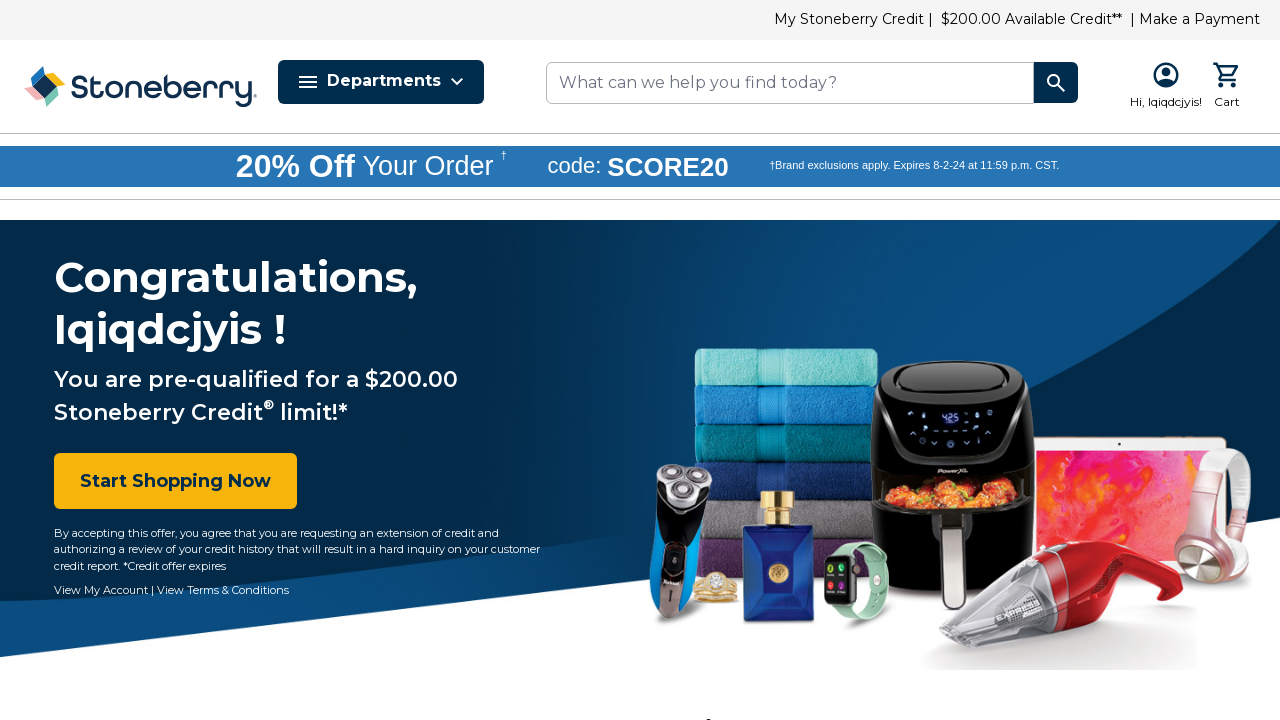 My Stoneberry Credit | $200.00 Available Credit** | Make a Payment
Stoneberry®
Departments
What can we help you find today?
Hi, Iqiqdcjyis!
Cart
20% Off Your Order † code: SCORE20 †Brand exclusions apply. Expires 8-2-24 at 11:59 p.m. CST.
Congratulations,
Iqiqdcjyis !
You are pre-qualified for a $200.00
Stoneberry Credit® limit!*
Start Shopping Now
By accepting this offer, you agree that you are requesting an extension of credit and
authorizing a review of your credit history that will result in a hard inquiry on your customer
credit report. *Credit offer expires
View My Account | View Terms & Conditions
PowerXL
425
EXPRESS